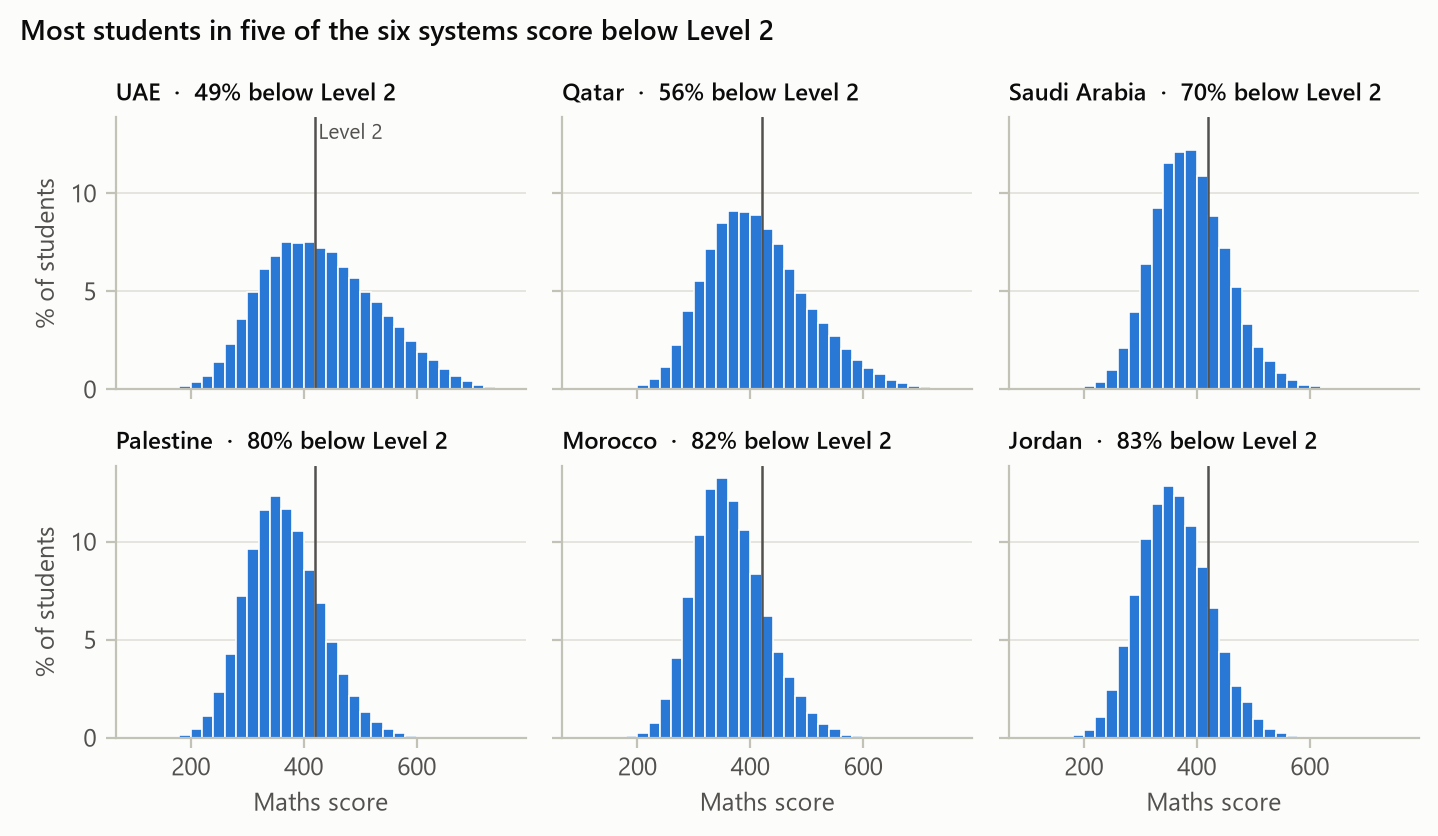 Most students in five of the six systems score below Level 2
UAE · 49% below Level 2
Qatar · 56% below Level 2
Saudi Arabia · 70% below Level 2
Level 2
% of students
10
5
0
Palestine · 80% below Level 2
Morocco · 82% below Level 2
Jordan · 83% below Level 2
% of students
10
5
0
200 400 600
200 400 600
200 400 600
Maths score
Maths score
Maths score